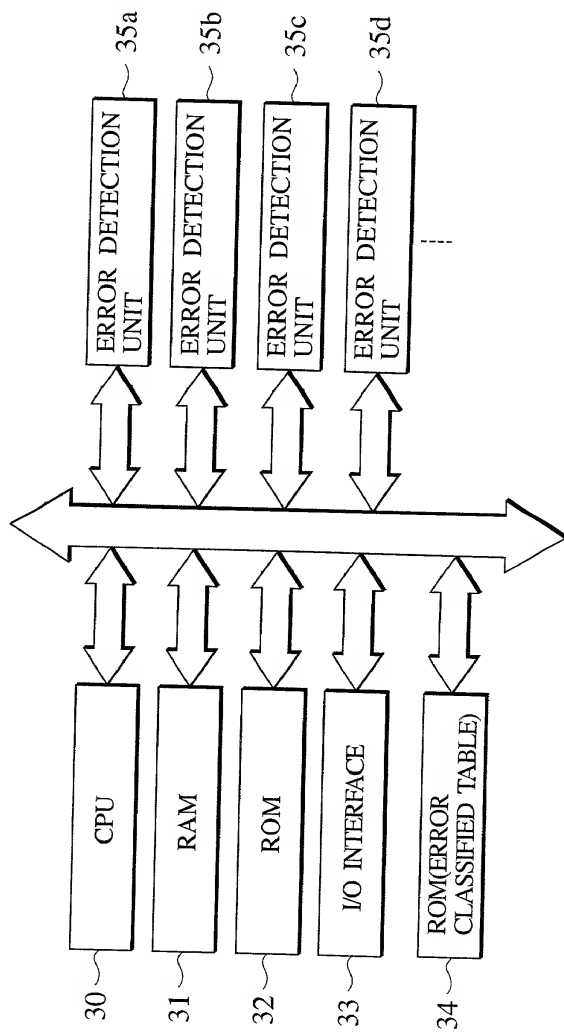 30
CPU
31
RAM
32
ROM
33
I/O INTERFACE
34
ROM(ERROR
CLASSIFIED TABLE)
ERROR DETECTION
UNIT
35a
ERROR DETECTION
UNIT
35b
ERROR DETECTION
UNIT
35c
ERROR DETECTION
UNIT
35d